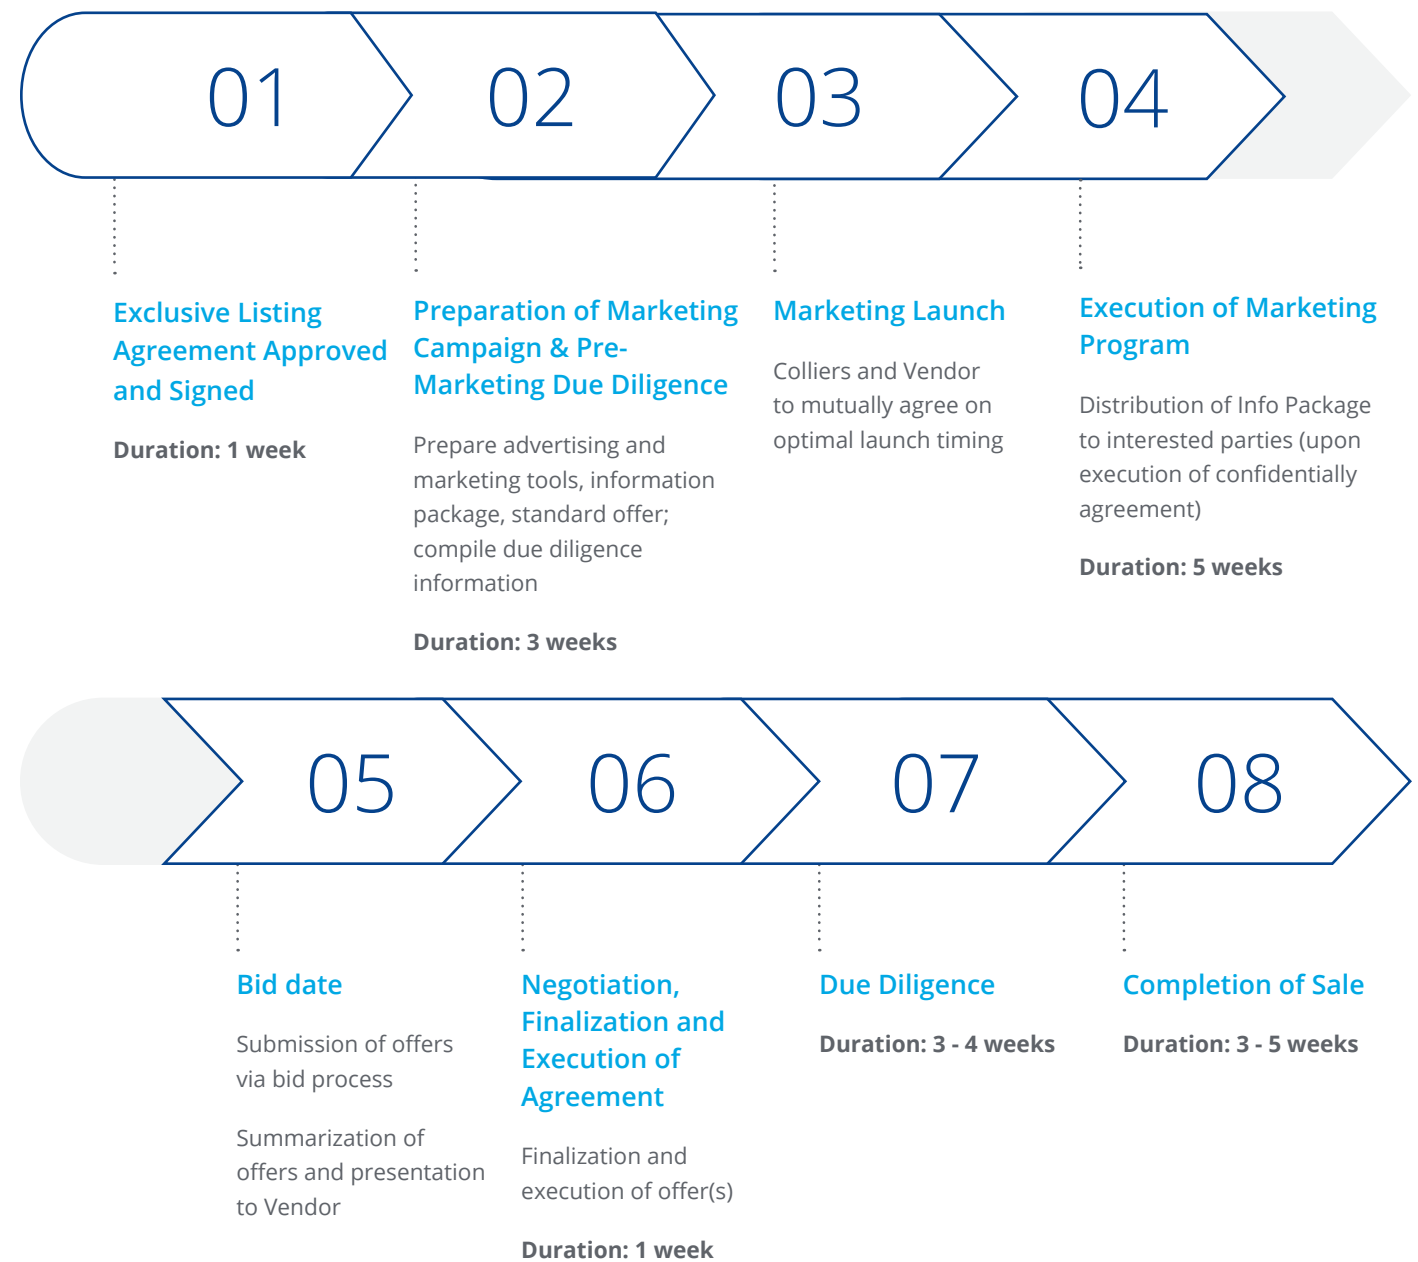 01
02
03
04
Exclusive Listing
Agreement Approved
and Signed
Duration: 1 week
Preparation of Marketing
Campaign & Pre-
Marketing Due Diligence
Prepare advertising and
marketing tools, information
package, standard offer;
compile due diligence
information
Duration: 3 weeks
Marketing Launch
Colliers and Vendor
to mutually agree on
optimal launch timing
Execution of Marketing
Program
Distribution of Info Package
to interested parties (upon
execution of confidentially
agreement)
Duration: 5 weeks
05
06
07
08
Bid date
Submission of offers
via bid process
Summarization of
offers and presentation
to Vendor
Negotiation,
Finalization and
Execution of
Agreement
Finalization and
execution of offer(s)
Duration: 1 week
Due Diligence
Duration: 3 - 4 weeks
Completion of Sale
Duration: 3 - 5 weeks